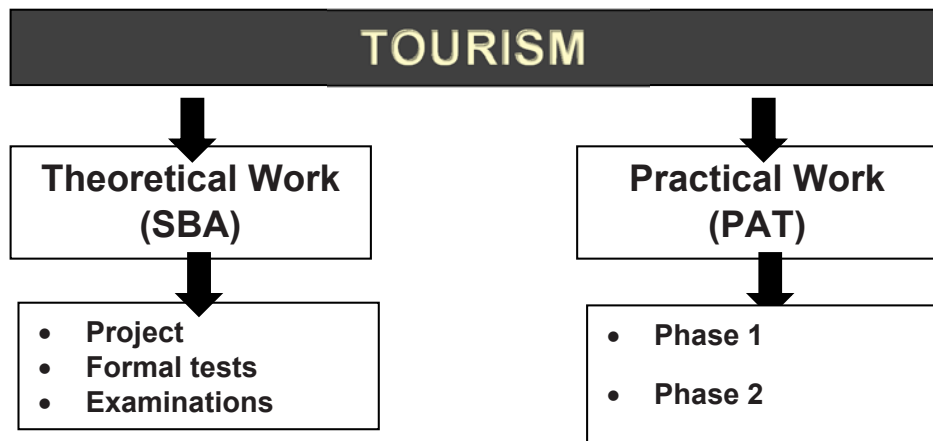 TOURISM
Theoretical Work
(SBA)
• Project
• Formal tests
• Examinations
Practical Work
(PAT)
• Phase 1
• Phase 2